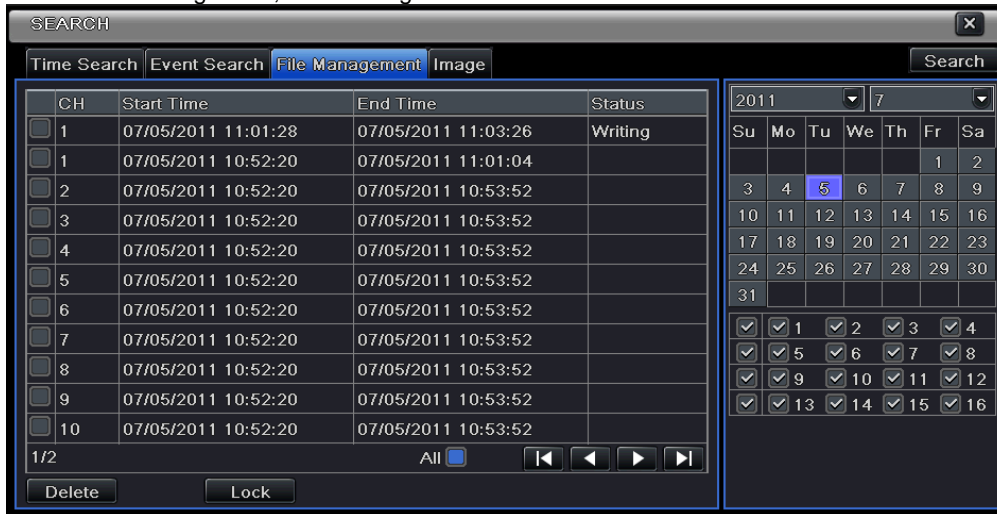 SEARCH
Time Search Event Search File Management Image Search
CH Start Time End Time Status
1 07/05/2011 11:01:28 07/05/2011 11:03:26 Writing
1 07/05/2011 10:52:20 07/05/2011 11:01:04
2 07/05/2011 10:52:20 07/05/2011 10:53:52
3 07/05/2011 10:52:20 07/05/2011 10:53:52
4 07/05/2011 10:52:20 07/05/2011 10:53:52
5 07/05/2011 10:52:20 07/05/2011 10:53:52
6 07/05/2011 10:52:20 07/05/2011 10:53:52
7 07/05/2011 10:52:20 07/05/2011 10:53:52
8 07/05/2011 10:52:20 07/05/2011 10:53:52
9 07/05/2011 10:52:20 07/05/2011 10:53:52
10 07/05/2011 10:52:20 07/05/2011 10:53:52
1/2 All
Delete Lock
2011 7
Su Mo Tu We Th Fr Sa
1 2
3 4 5 6 7 8 9
10 11 12 13 14 15 16
17 18 19 20 21 22 23
24 25 26 27 28 29 30
31
1 2 3 4
5 6 7 8
9 10 11 12
13 14 15 16